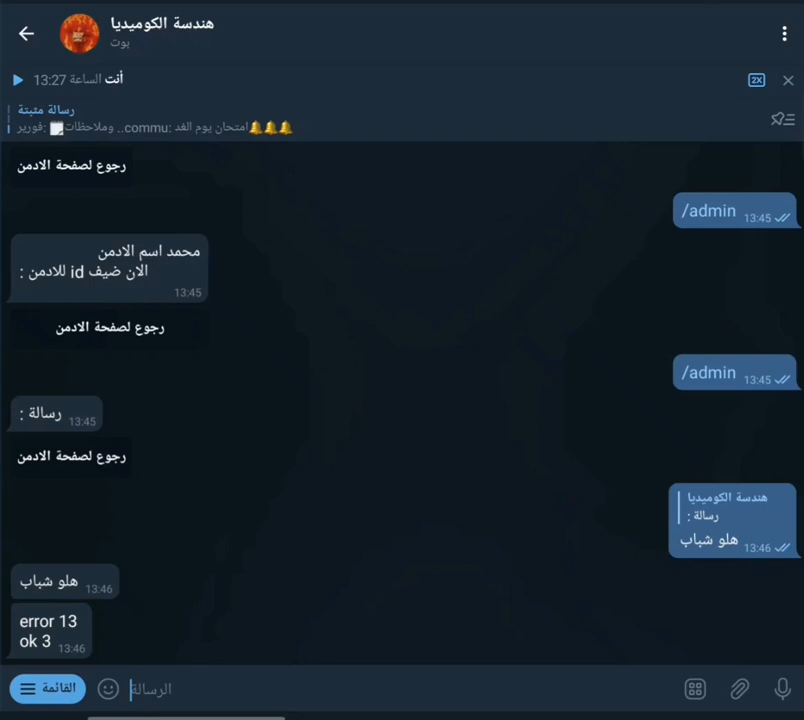 هندسة الكوميديا
بوت
أنت الساعة 13:27
2X
رسالة مثبتة
🔔🔔🔔امتحان يوم الغد :commu.. وملاحظات🗒️ :فورير
رجوع لصفحة الادمن
/admin 13:45
محمد اسم الادمن
الان ضيف id للادمن :
13:45
رجوع لصفحة الادمن
/admin 13:45
رسالة : 13:45
رجوع لصفحة الادمن
هندسة الكوميديا
رسالة :
هلو شباب 13:46
هلو شباب 13:46
error 13
ok 3 13:46
القائمة
الرسالة